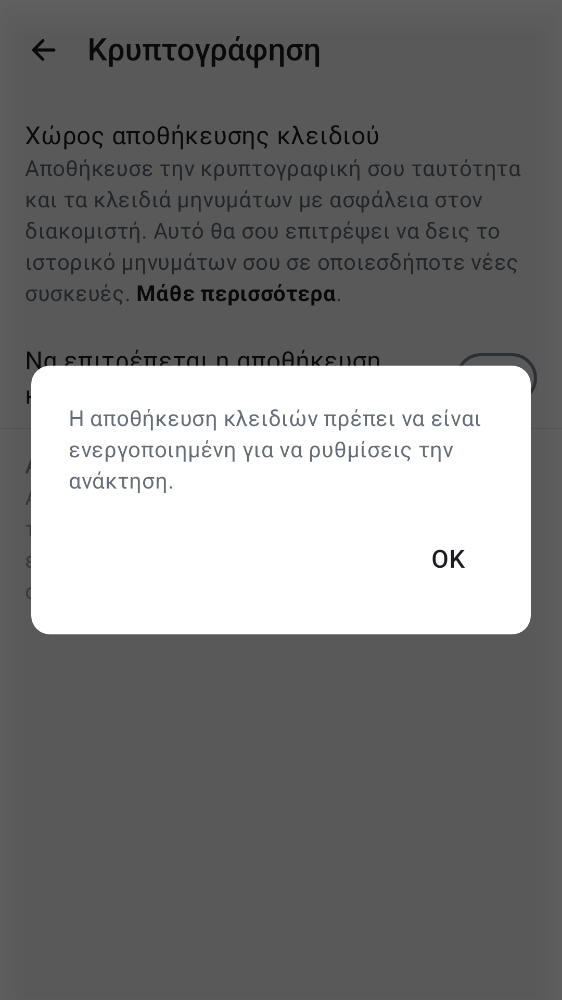 Κρυπτογράφηση
Χώρος αποθήκευσης κλειδιού
Αποθήκευσε την κρυπτογραφική σου ταυτότητα
και τα κλειδιά μηνυμάτων με ασφάλεια στον
διακομιστή. Αυτό θα σου επιτρέψει να δεις το
ιστορικό μηνυμάτων σου σε οποιεσδήποτε νέες
συσκευές. Μάθε περισσότερα.
Να επιτρέπεται η αποθήκευση
Η αποθήκευση κλειδιών πρέπει να είναι
ενεργοποιημένη για να ρυθμίσεις την
ανάκτηση.
OK